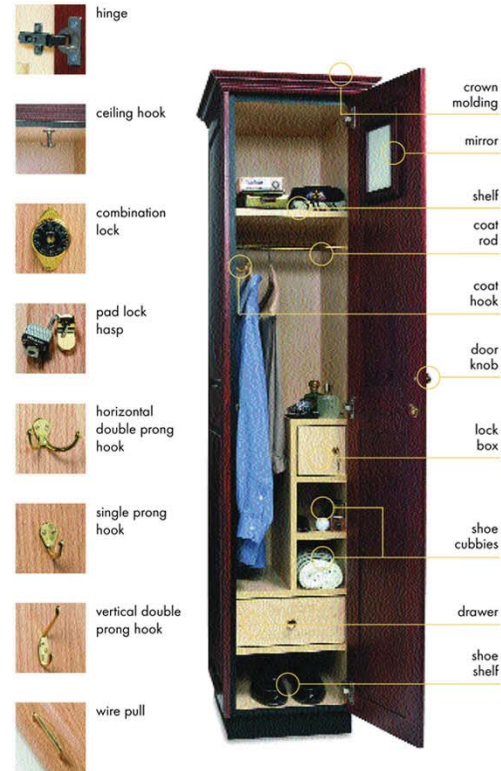 hinge
ceiling hook
combination
lock
pad lock
hasp
horizontal
double prong
hook
single prong
hook
vertical double
prong hook
wire pull
crown
molding
mirror
shelf
coat
rod
coat
hook
door
knob
lock
box
shoe
cubbies
drawer
shoe
shelf